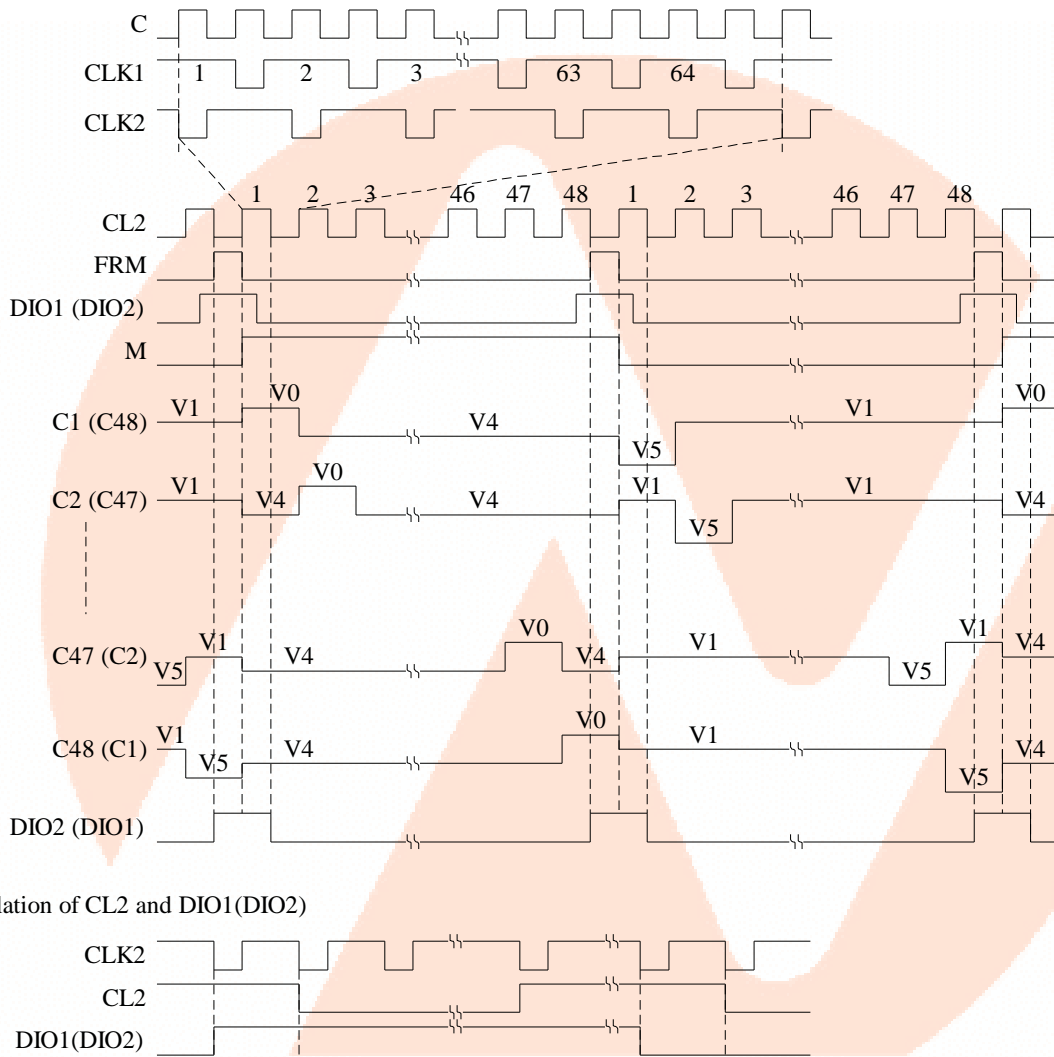 C
CLK1 1 2 3 63 64
CLK2
1 2 3 46 47 48 1 2 3 46 47 48
CL2
FRM
DIO1 (DIO2)
M
C1 (C48) V1 V0 V4 V5 V1 V0
C2 (C47) V1 V4 V0 V4 V1 V5 V1 V4
C47 (C2) V5 V1 V4 V0 V4 V1 V5 V1 V4
C48 (C1) V1 V5 V4 V0 V1 V5 V4
DIO2 (DIO1)
lation of CL2 and DIO1(DIO2)
CLK2
CL2
DIO1(DIO2)